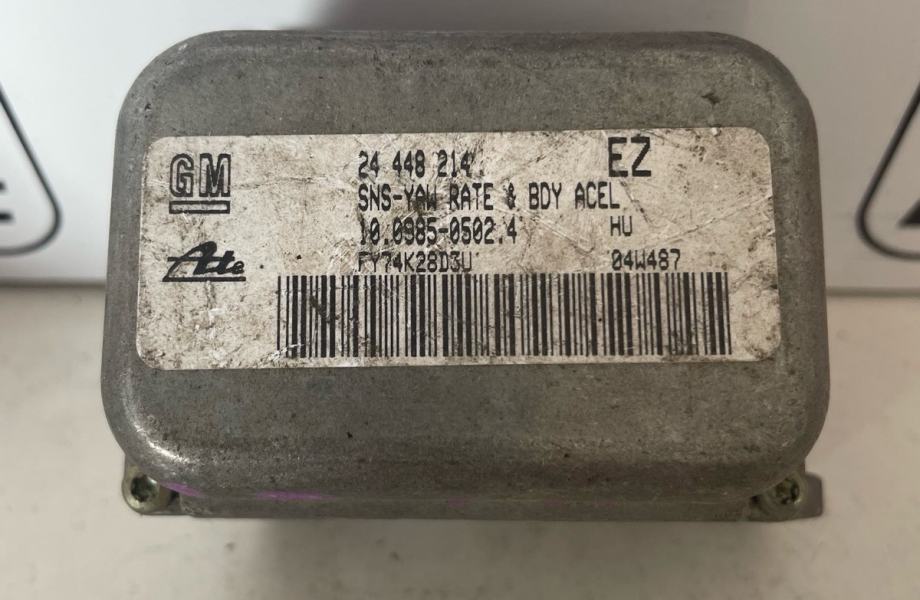 GM
24 448 214
EZ
SNS-YAW RATE & BDY ACEL
10.0985-0502.4
HU
Ate
FY74K28D3U
04W487